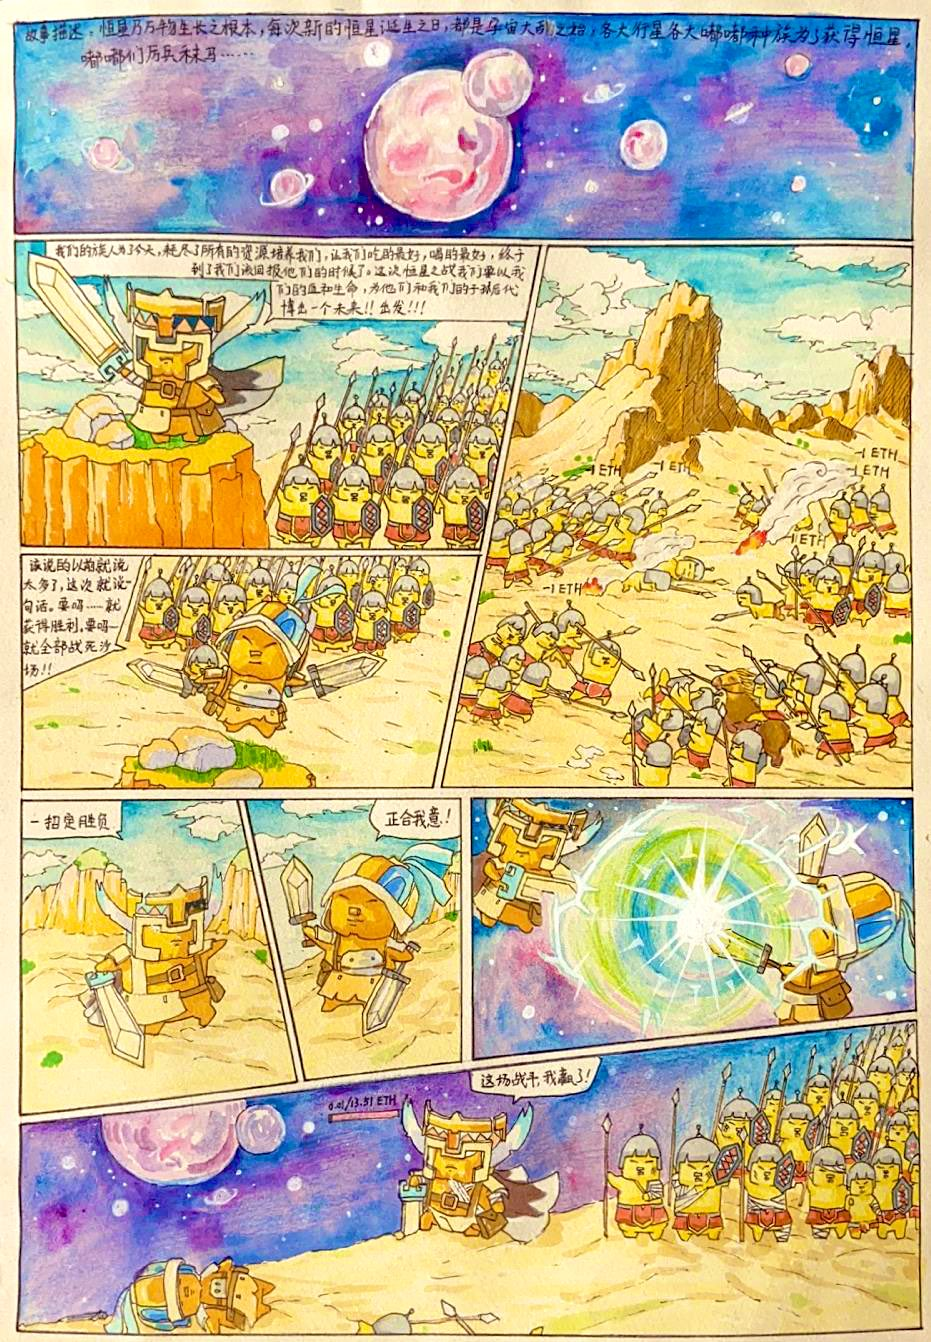 故事描述：恒星乃万物生长之根本，每次新的恒星诞生之日，都是宇宙大乱之始，各大行星各大嘟嘟种族为了获得恒星，
嘟嘟们厉兵秣马……
我们的族人为了今天，耗尽了所有的资源培养我们，让我们吃的最好，喝的最好，终于
到了我们该回报他们的时候了。这次恒星之战我们要以我
们的血和生命，为他们和我们的子孙后代
博出一个未来!! 出发!!!
-1 ETH
-1 ETH
-1 ETH
-1 ETH
-1 ETH
-1 ETH
该说的以前就说
太多了，这次就说一
句话。要吗……就
获得胜利。要吗…
就全部战死沙
场!!
一招定胜负
正合我意!
这场战斗，我赢了!
0.01/13.51 ETH